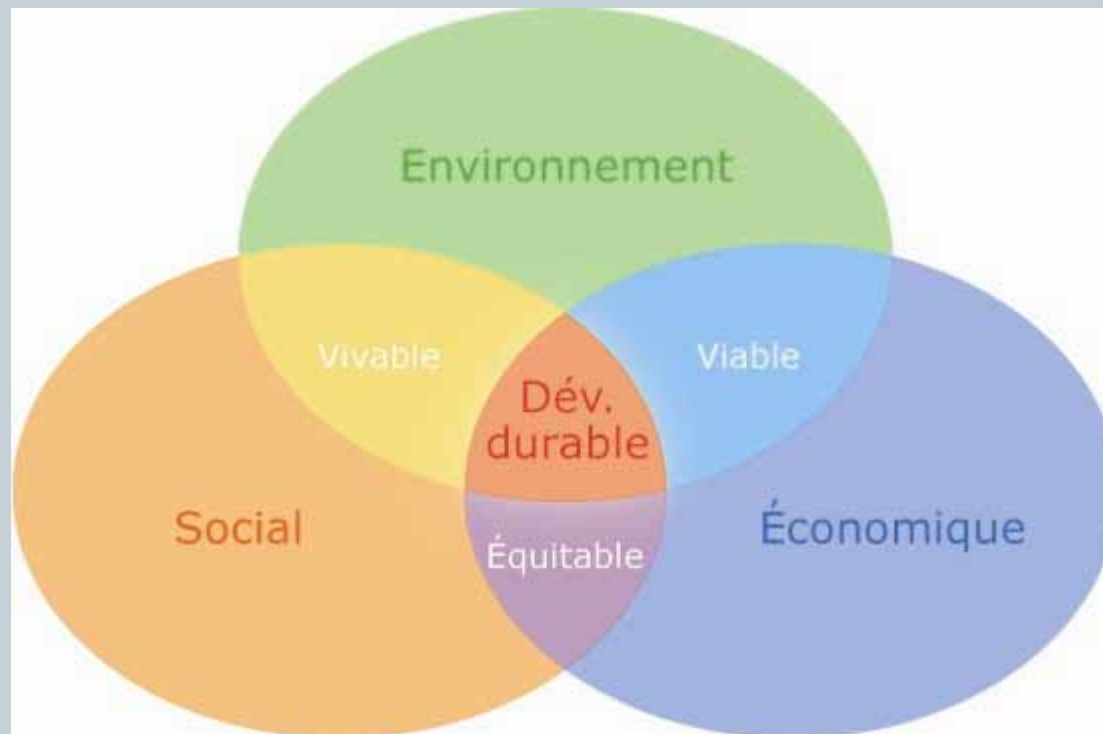 Environnement
Vivable
Viable
Dév.
durable
Social
Économique
Équitable